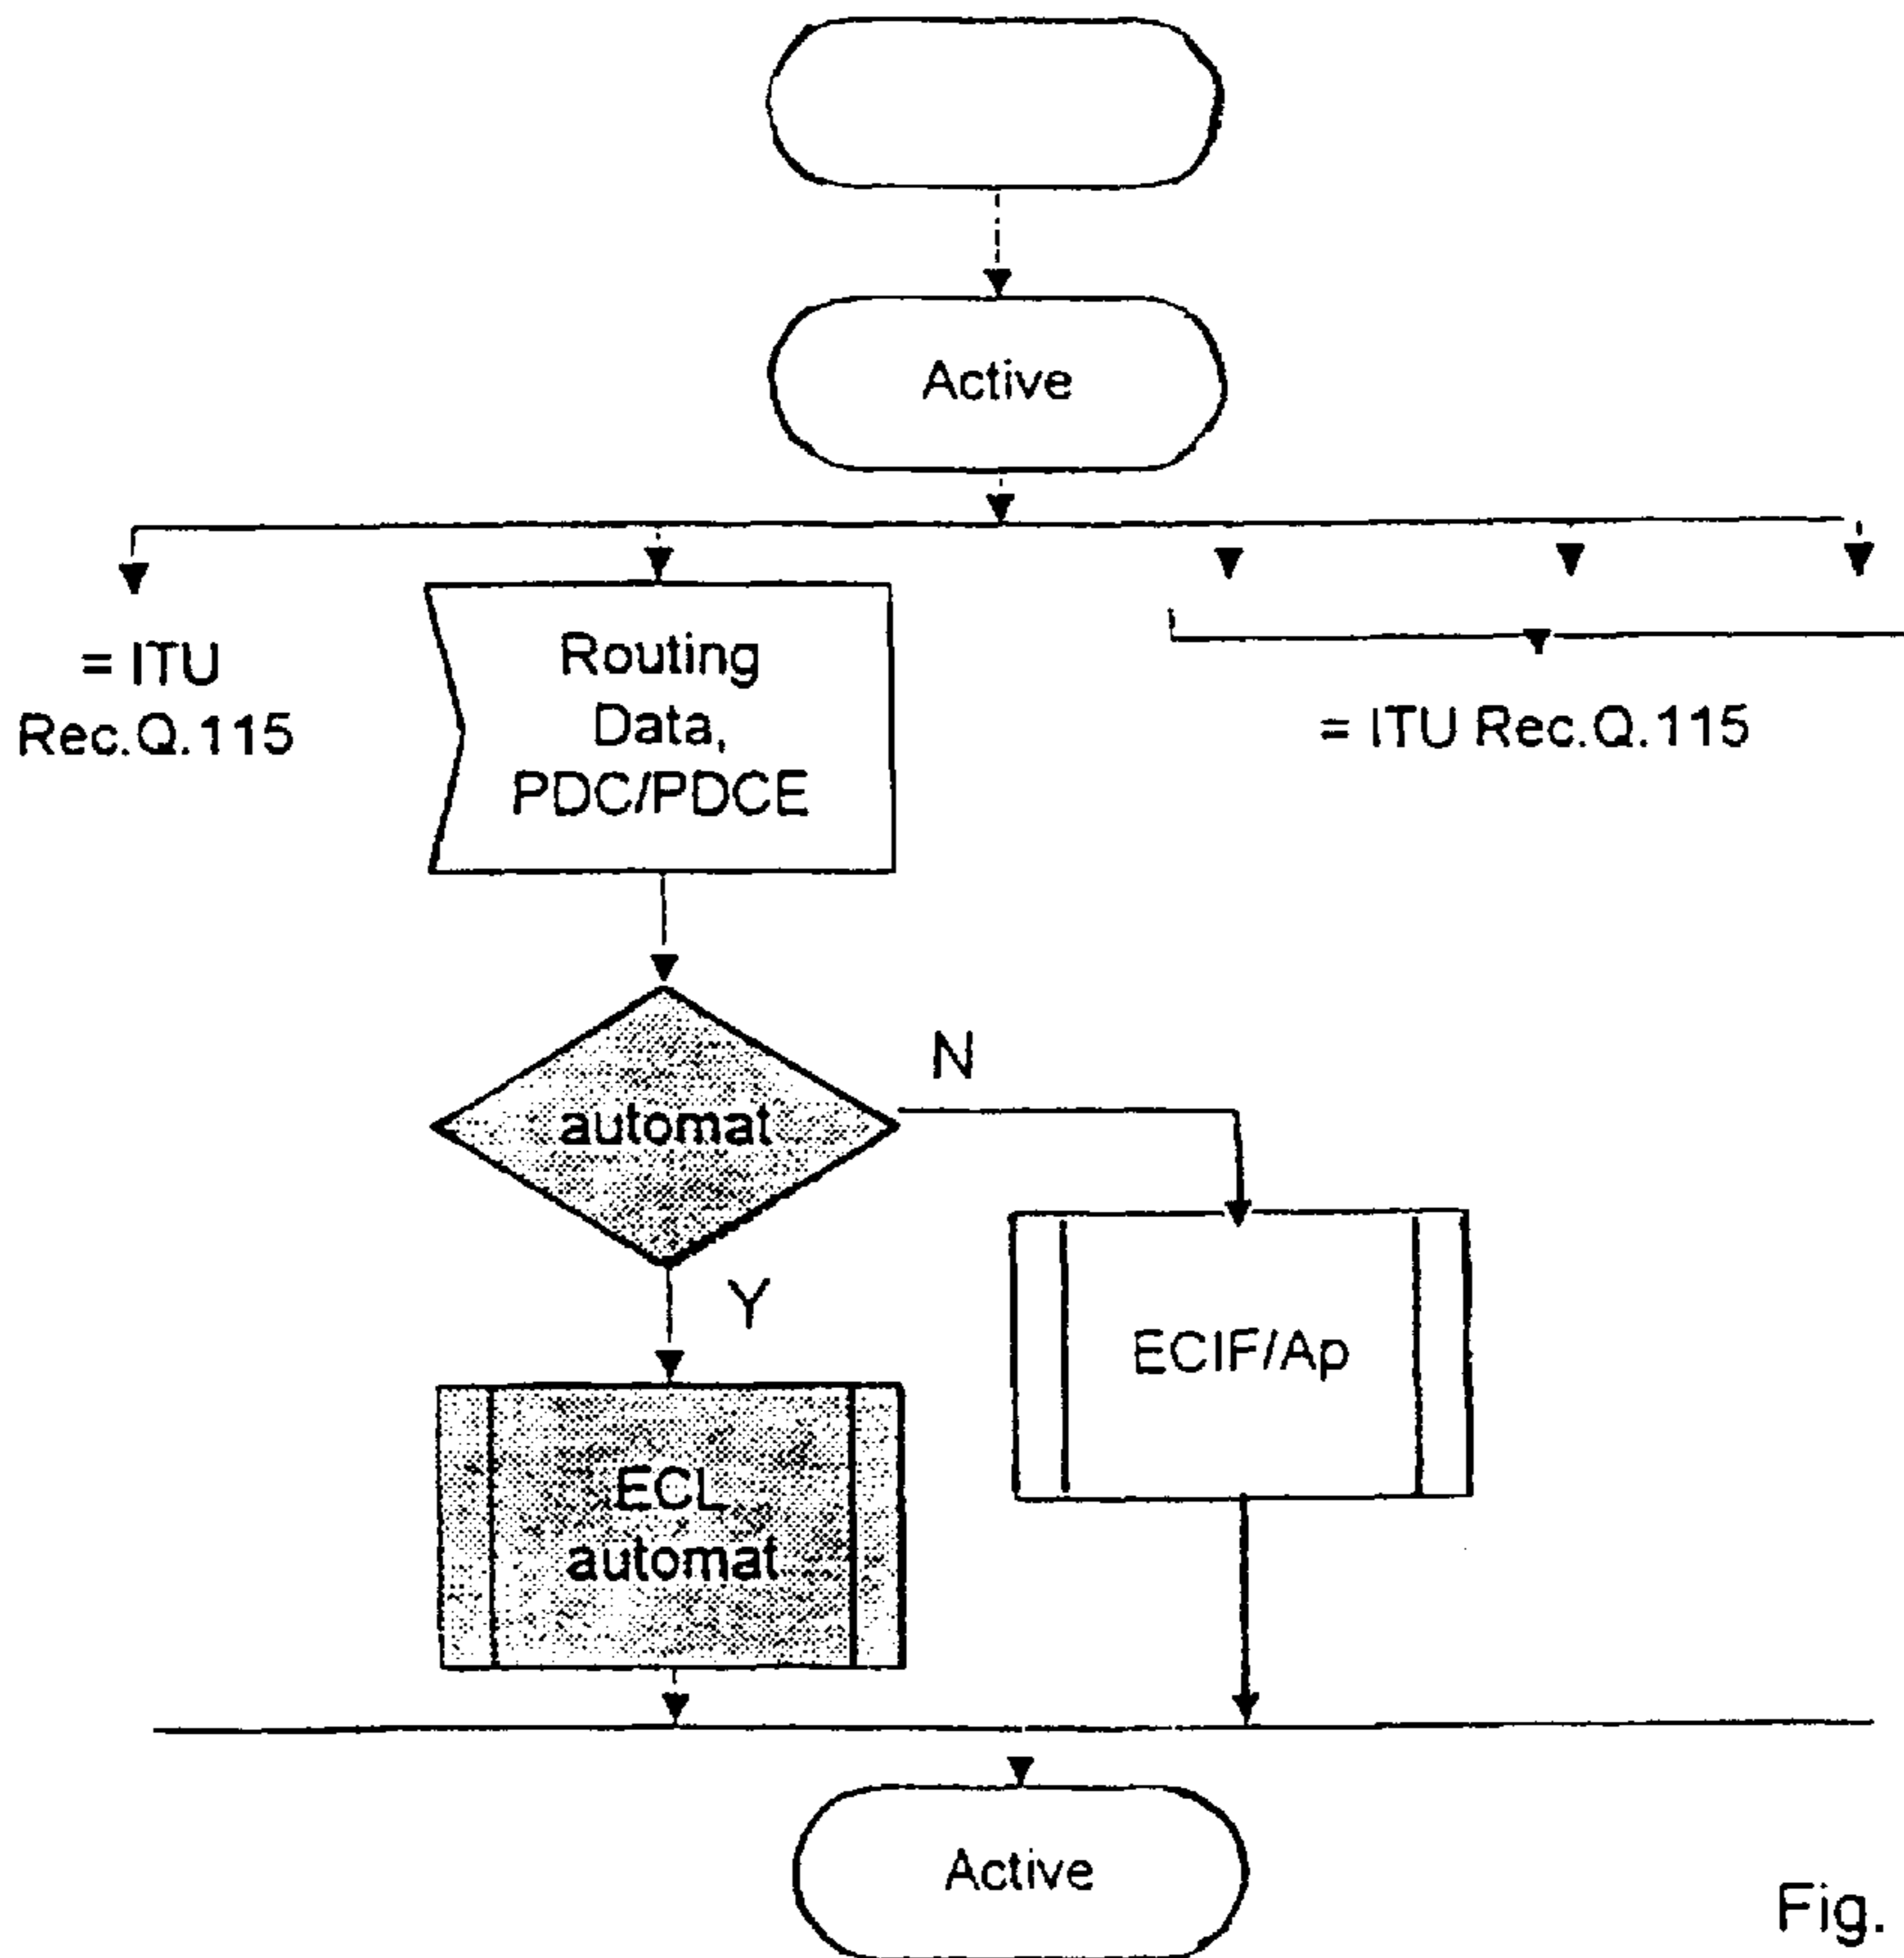 Active
= ITU
Rec.Q.115
Routing
Data,
PDC/PDCE
= ITU Rec.Q.115
automat
N
Y
ECIF/Ap
ECL
automat
Active
Fig.